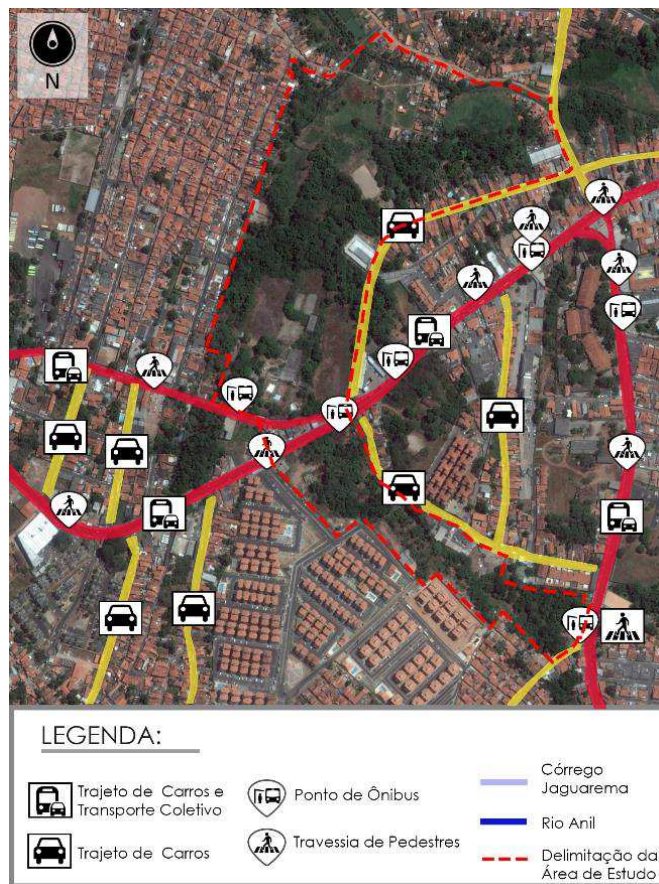 N
LEGENDA:
Trajeto de Carros e
Transporte Coletivo
Trajeto de Carros
Ponto de Ônibus
Travessia de Pedestres
Córrego
Jaguarema
Rio Anil
Delimitação da
Área de Estudo